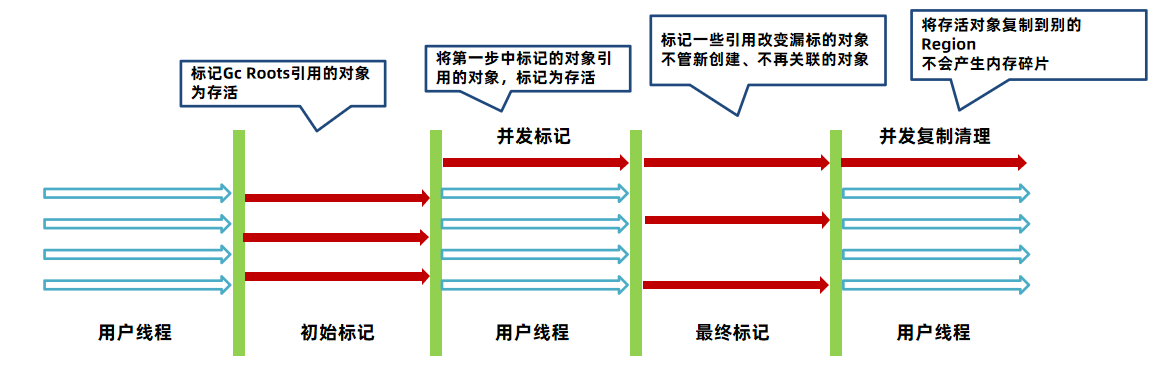 标记Gc Roots引用的对象
为存活
将第一步中标记的对象引
用的对象，标记为存活
标记一些引用改变漏标的对象
不管新创建、不再关联的对象
将存活对象复制到别的
Region
不会产生内存碎片
并发标记
并发复制清理
用户线程
初始标记
用户线程
最终标记
用户线程